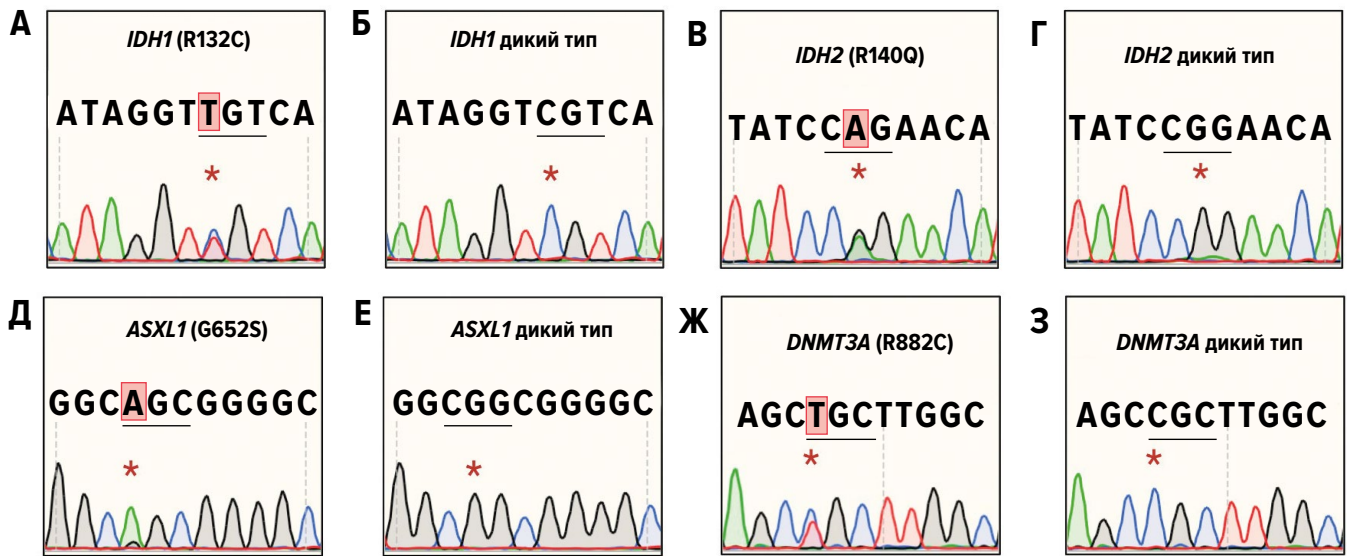 А
IDH1 (R132C)
ATAGGTTGTCA
*
Б
IDH1 дикий тип
ATAGGTCGTCA
*
В
IDH2 (R140Q)
TATCCAGAACA
*
Г
IDH2 дикий тип
TATCCGGAACA
*
Д
ASXL1 (G652S)
GGCAGCGGGGC
*
Е
ASXL1 дикий тип
GGCGGCGGGGC
*
Ж
DNMT3A (R882C)
AGCTGCTTGGC
*
З
DNMT3A дикий тип
AGCCGCTTGGC
*